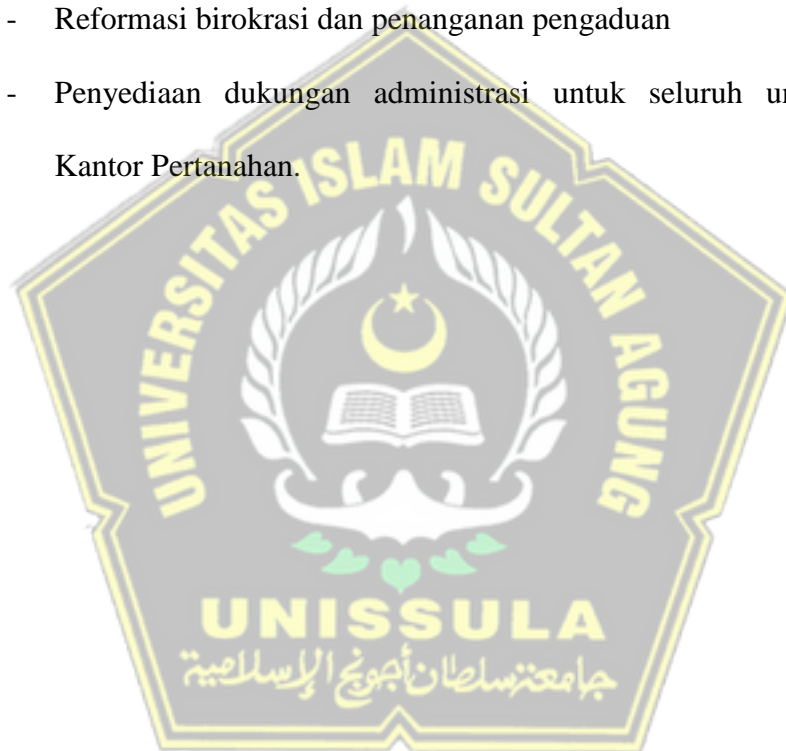 - Reformasi birokrasi dan penanganan pengaduan
- Penyediaan dukungan administrasi untuk seluruh
Kantor Pertanahan.
UNIVERSITAS ISLAM SULTAN AGUNG
UNISSULA
جامعة سلطان أجونج الإسلامية